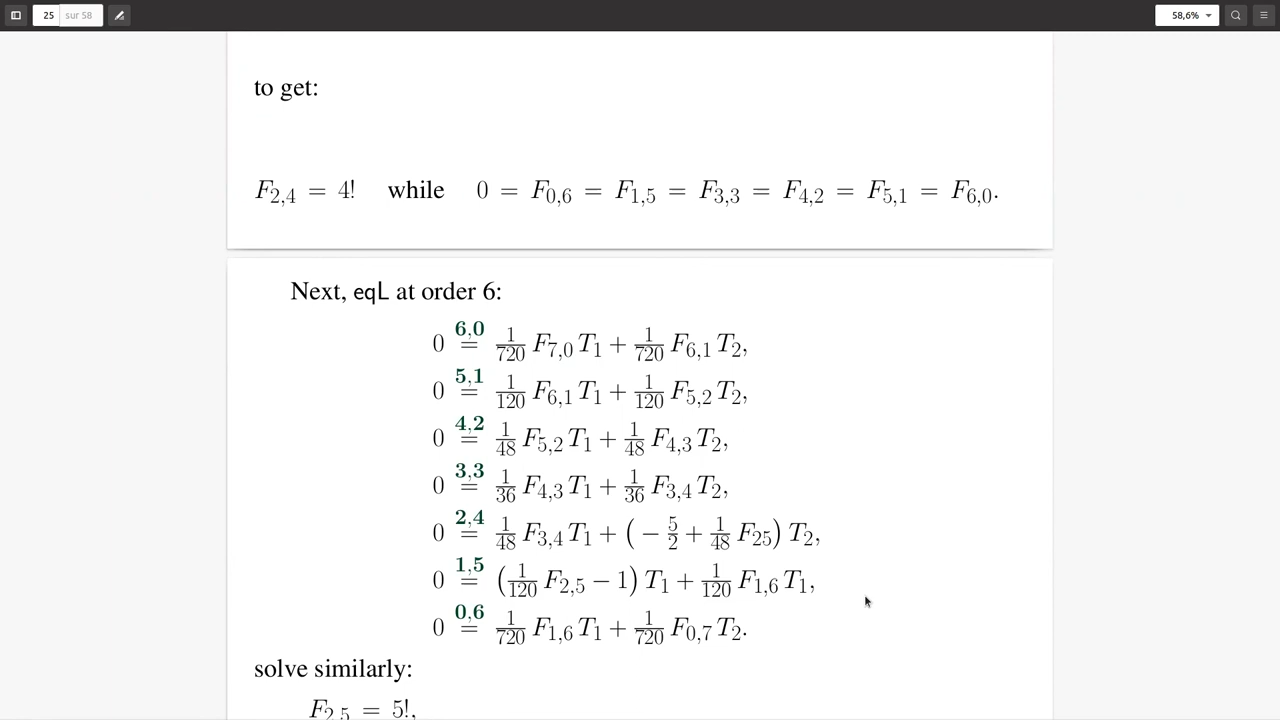 25 sur 58 58,6%
to get:
F_{2,4} = 4! while 0 = F_{0,6} = F_{1,5} = F_{3,3} = F_{4,2} = F_{5,1} = F_{6,0}.
Next, eqL at order 6:
0 \overset{6,0}{=} \frac{1}{720} F_{7,0} T_1 + \frac{1}{720} F_{6,1} T_2,
0 \overset{5,1}{=} \frac{1}{120} F_{6,1} T_1 + \frac{1}{120} F_{5,2} T_2,
0 \overset{4,2}{=} \frac{1}{48} F_{5,2} T_1 + \frac{1}{48} F_{4,3} T_2,
0 \overset{3,3}{=} \frac{1}{36} F_{4,3} T_1 + \frac{1}{36} F_{3,4} T_2,
0 \overset{2,4}{=} \frac{1}{48} F_{3,4} T_1 + ( - \frac{5}{2} + \frac{1}{48} F_{25} ) T_2,
0 \overset{1,5}{=} ( \frac{1}{120} F_{2,5} - 1 ) T_1 + \frac{1}{120} F_{1,6} T_1,
0 \overset{0,6}{=} \frac{1}{720} F_{1,6} T_1 + \frac{1}{720} F_{0,7} T_2.
solve similarly:
F_{2,5} = 5!,